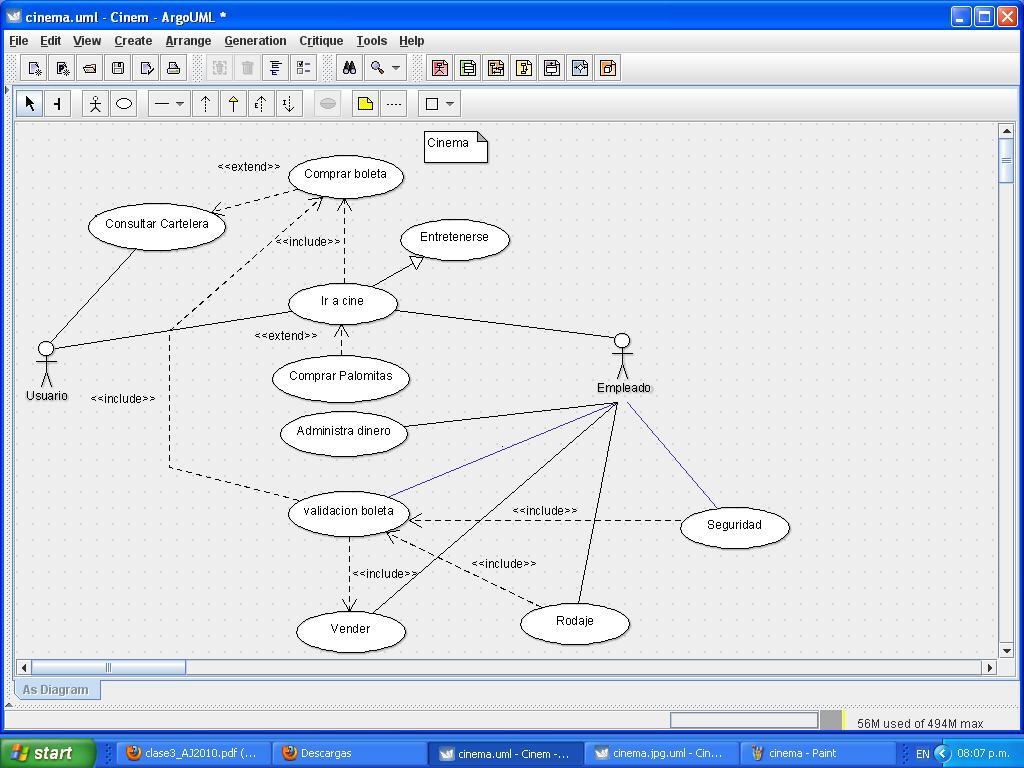 cinema.uml - Cinem - ArgoUML *
File Edit View Create Arrange Generation Critique Tools Help
Cinema
<<extend>>
Comprar boleta
Consultar Cartelera
<<include>>
Entretenerse
Ir a cine
<<extend>>
Comprar Palomitas
Usuario
Empleado
<<include>>
Administra dinero
validacion boleta
<<include>>
Seguridad
<<include>>
<<include>>
Vender
Rodaje
As Diagram
56M used of 494M max
start
clase3_AJ2010.pdf (...
Descargas
cinema.uml - Cinem -...
cinema.jpg.uml - Cin...
cinema - Paint
EN
08:07 p.m.